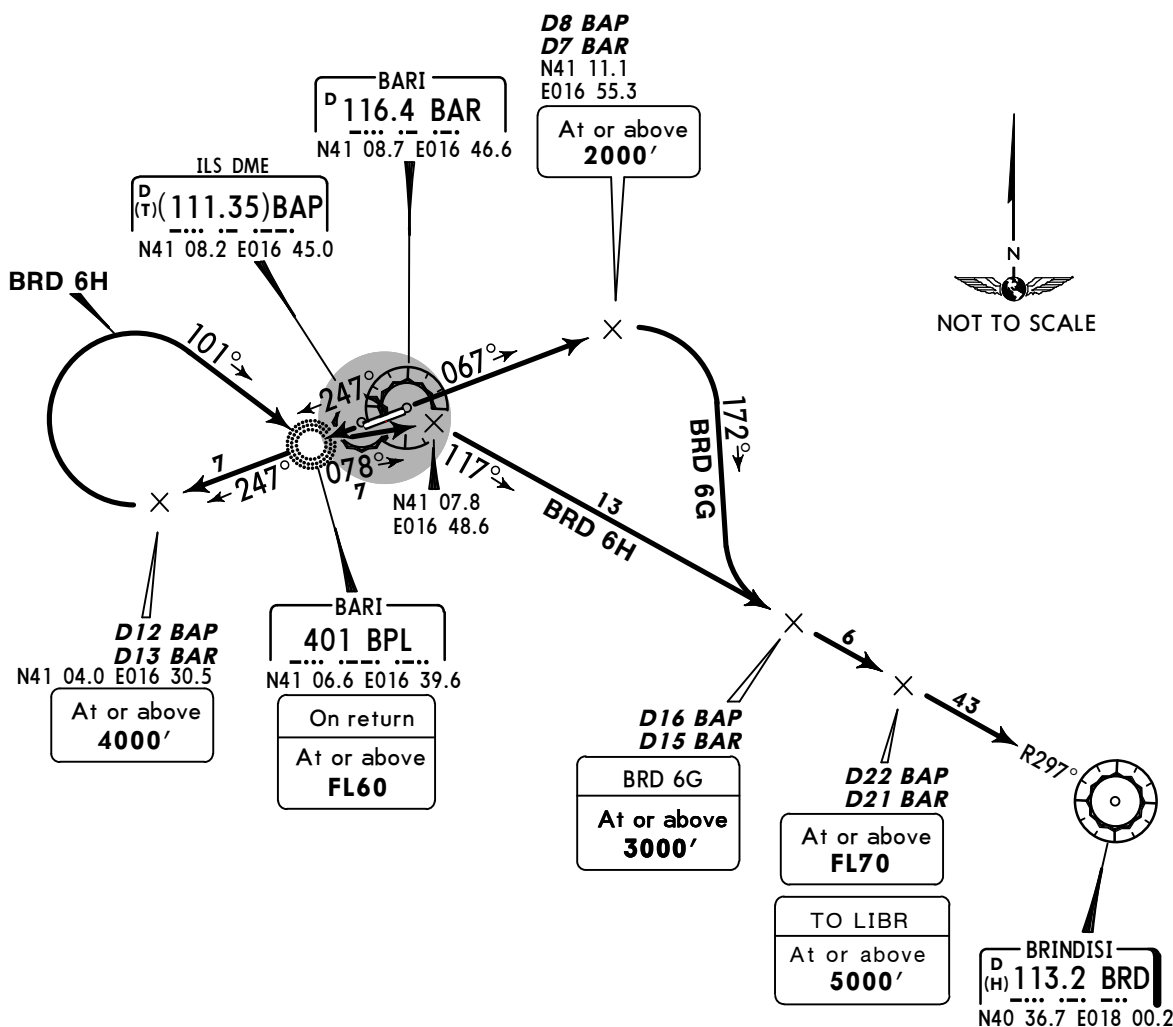 D8 BAP
D7 BAR
N41 11.1
E016 55.3
At or above
2000'
BARI
D 116.4 BAR
N41 08.7 E016 46.6
ILS DME
D
(T) (111.35) BAP
N41 08.2 E016 45.0
N
NOT TO SCALE
BRD 6H
101°
247°
067°
172°
BRD 6G
7
247°
078°
7
117°
13
BRD 6H
N41 07.8
E016 48.6
D12 BAP
D13 BAR
N41 04.0 E016 30.5
At or above
4000'
BARI
401 BPL
N41 06.6 E016 39.6
On return
At or above
FL60
6
43
R297°
D16 BAP
D15 BAR
BRD 6G
At or above
3000'
D22 BAP
D21 BAR
At or above
FL70
TO LIBR
At or above
5000'
BRINDISI
D
(H) 113.2 BRD
N40 36.7 E018 00.2